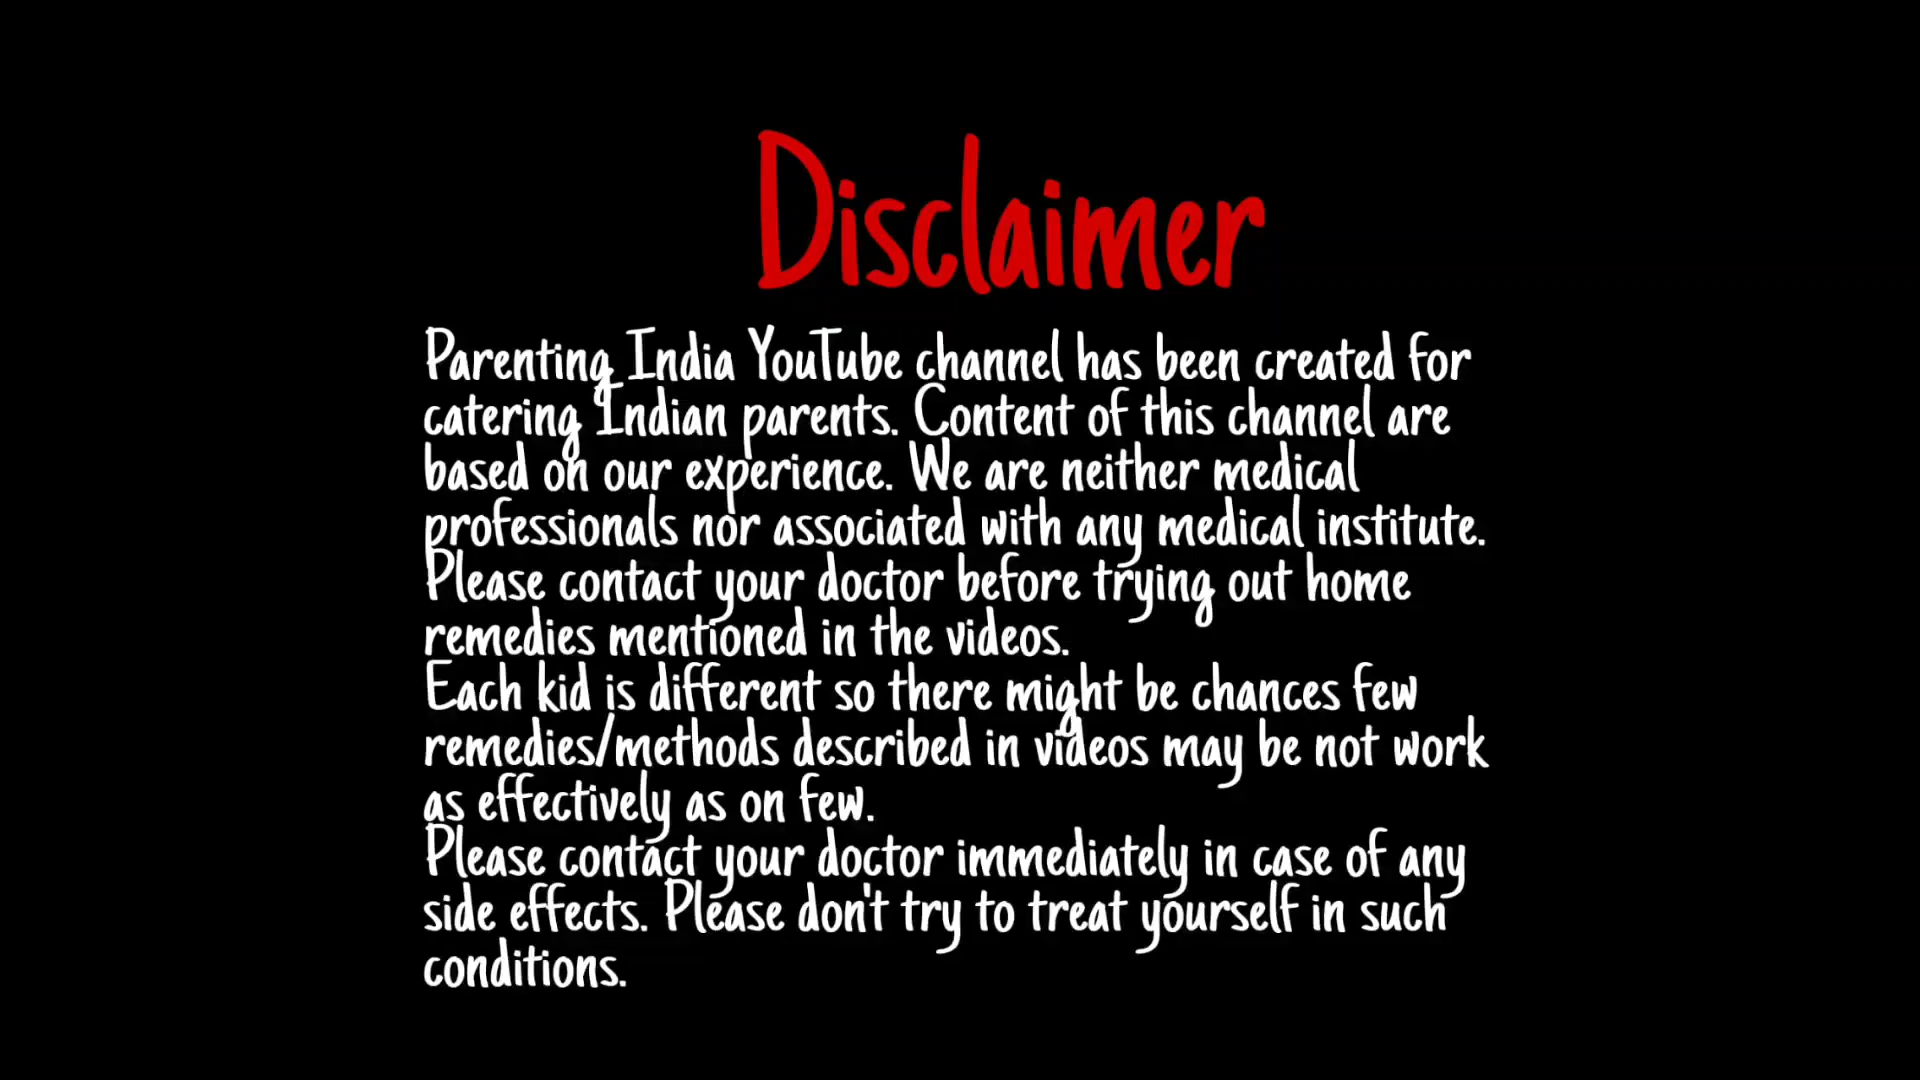 Disclaimer
Parenting India YouTube channel has been created for
catering Indian parents. Content of this channel are
based on our experience. We are neither medical
professionals nor associated with any medical institute.
Please contact your doctor before trying out home
remedies mentioned in the videos.
Each kid is different so there might be chances few
remedies/methods described in videos may be not work
as effectively as on few.
Please contact your doctor immediately in case of any
side effects. Please don't try to treat yourself in such
conditions.